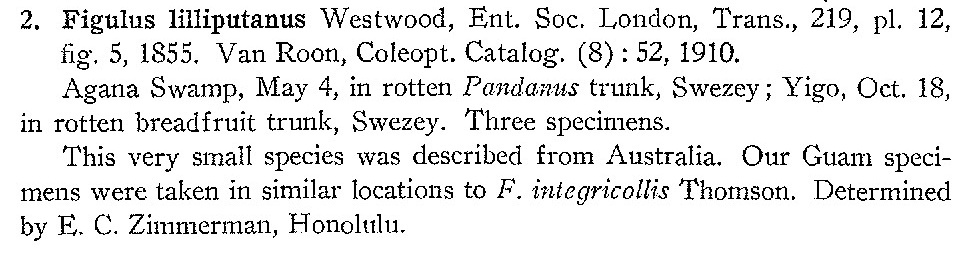 2. Figulus lilliputanus Westwood, Ent. Soc. London, Trans., 219, pl. 12,
fig. 5, 1855. Van Roon, Coleopt. Catalog. (8) : 52, 1910.
Agana Swamp, May 4, in rotten Pandanus trunk, Swezey; Yigo, Oct. 18,
in rotten breadfruit trunk, Swezey. Three specimens.
This very small species was described from Australia. Our Guam speci-
mens were taken in similar locations to F. integricollis Thomson. Determined
by E. C. Zimmerman, Honolulu.